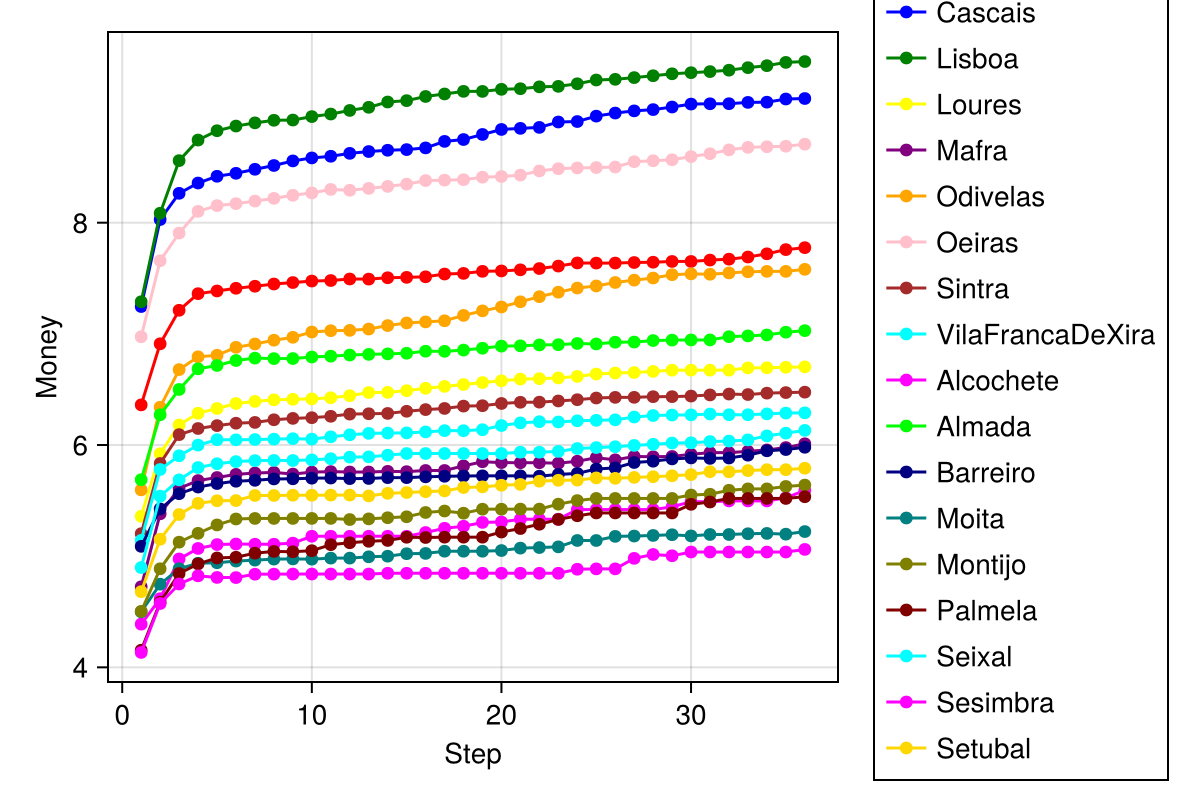 Cascais
Lisboa
Loures
Mafra
Odivelas
Oeiras
Sintra
VilaFrancaDeXira
Alcochete
Almada
Barreiro
Moita
Montijo
Palmela
Seixal
Sesimbra
Setubal
8
6
4
Money
0 10 20 30
Step